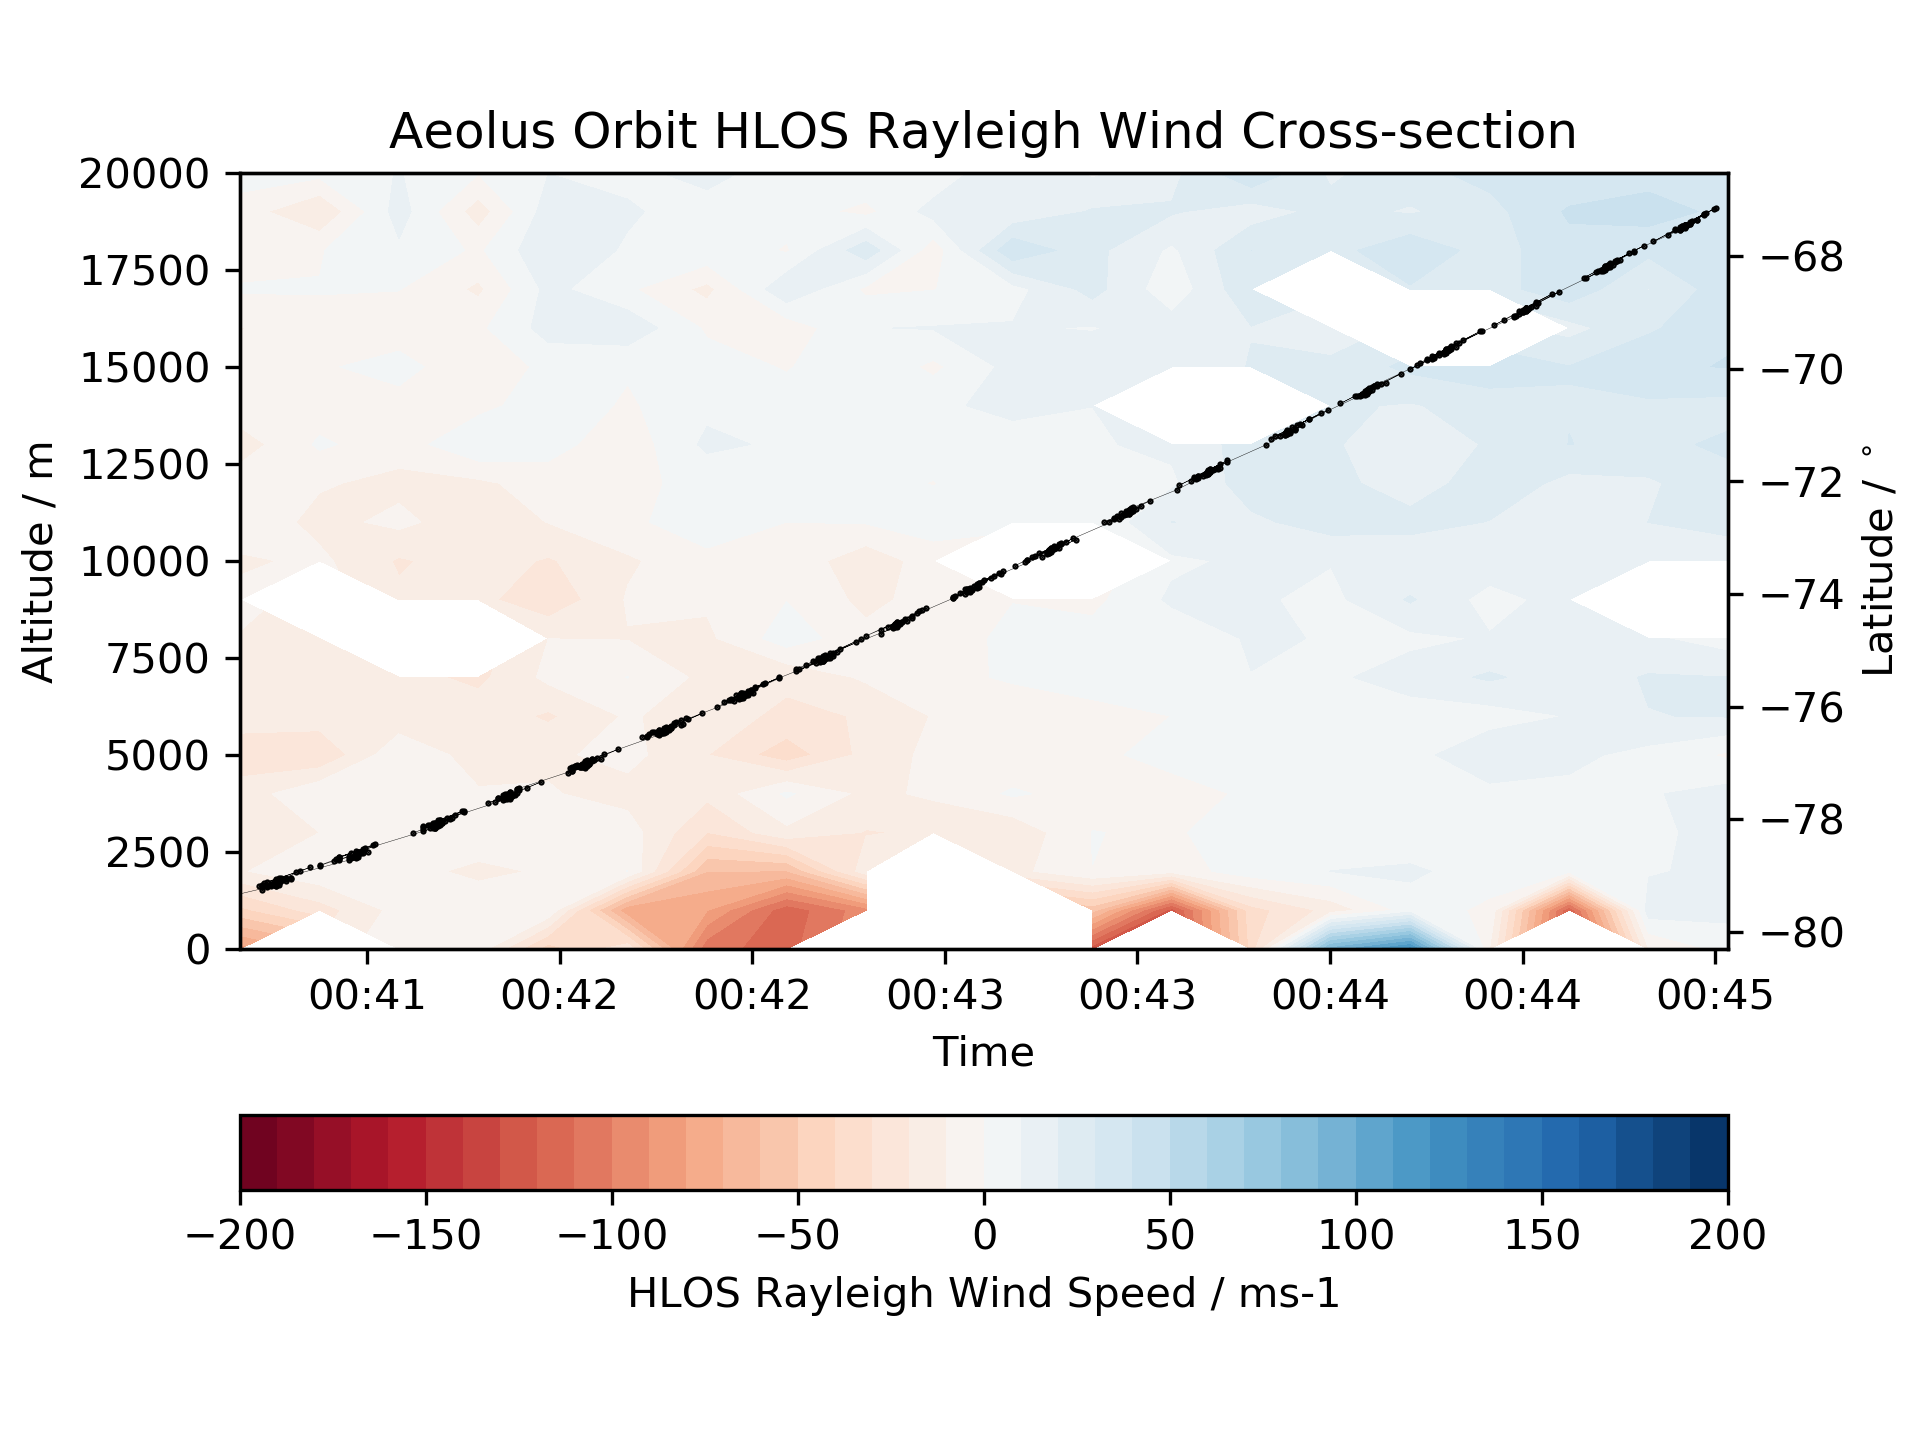 Aeolus Orbit HLOS Rayleigh Wind Cross-section
20000
17500
15000
12500
10000
7500
5000
2500
0
Altitude / m
−68
−70
−72
−74
−76
−78
−80
Latitude / °
00:41 00:42 00:42 00:43 00:43 00:44 00:44 00:45
Time
−200 −150 −100 −50 0 50 100 150 200
HLOS Rayleigh Wind Speed / ms-1